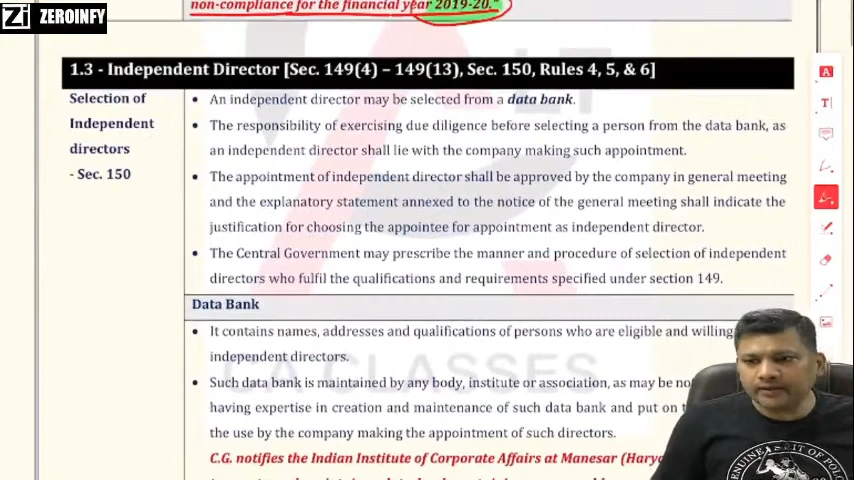 Zi ZEROINFY
non-compliance for the financial year 2019-20."
1.3 - Independent Director [Sec. 149(4) – 149(13), Sec. 150, Rules 4, 5, & 6]
Selection of
Independent
directors
- Sec. 150
• An independent director may be selected from a data bank.
• The responsibility of exercising due diligence before selecting a person from the data bank, as
an independent director shall lie with the company making such appointment.
• The appointment of independent director shall be approved by the company in general meeting
and the explanatory statement annexed to the notice of the general meeting shall indicate the
justification for choosing the appointee for appointment as independent director.
• The Central Government may prescribe the manner and procedure of selection of independent
directors who fulfil the qualifications and requirements specified under section 149.
Data Bank
• It contains names, addresses and qualifications of persons who are eligible and willing
independent directors.
• Such data bank is maintained by any body, institute or association, as may be
having expertise in creation and maintenance of such data bank and put on
the use by the company making the appointment of such directors.
C.G. notifies the Indian Institute of Corporate Affairs at Manesar
CA CLASSES